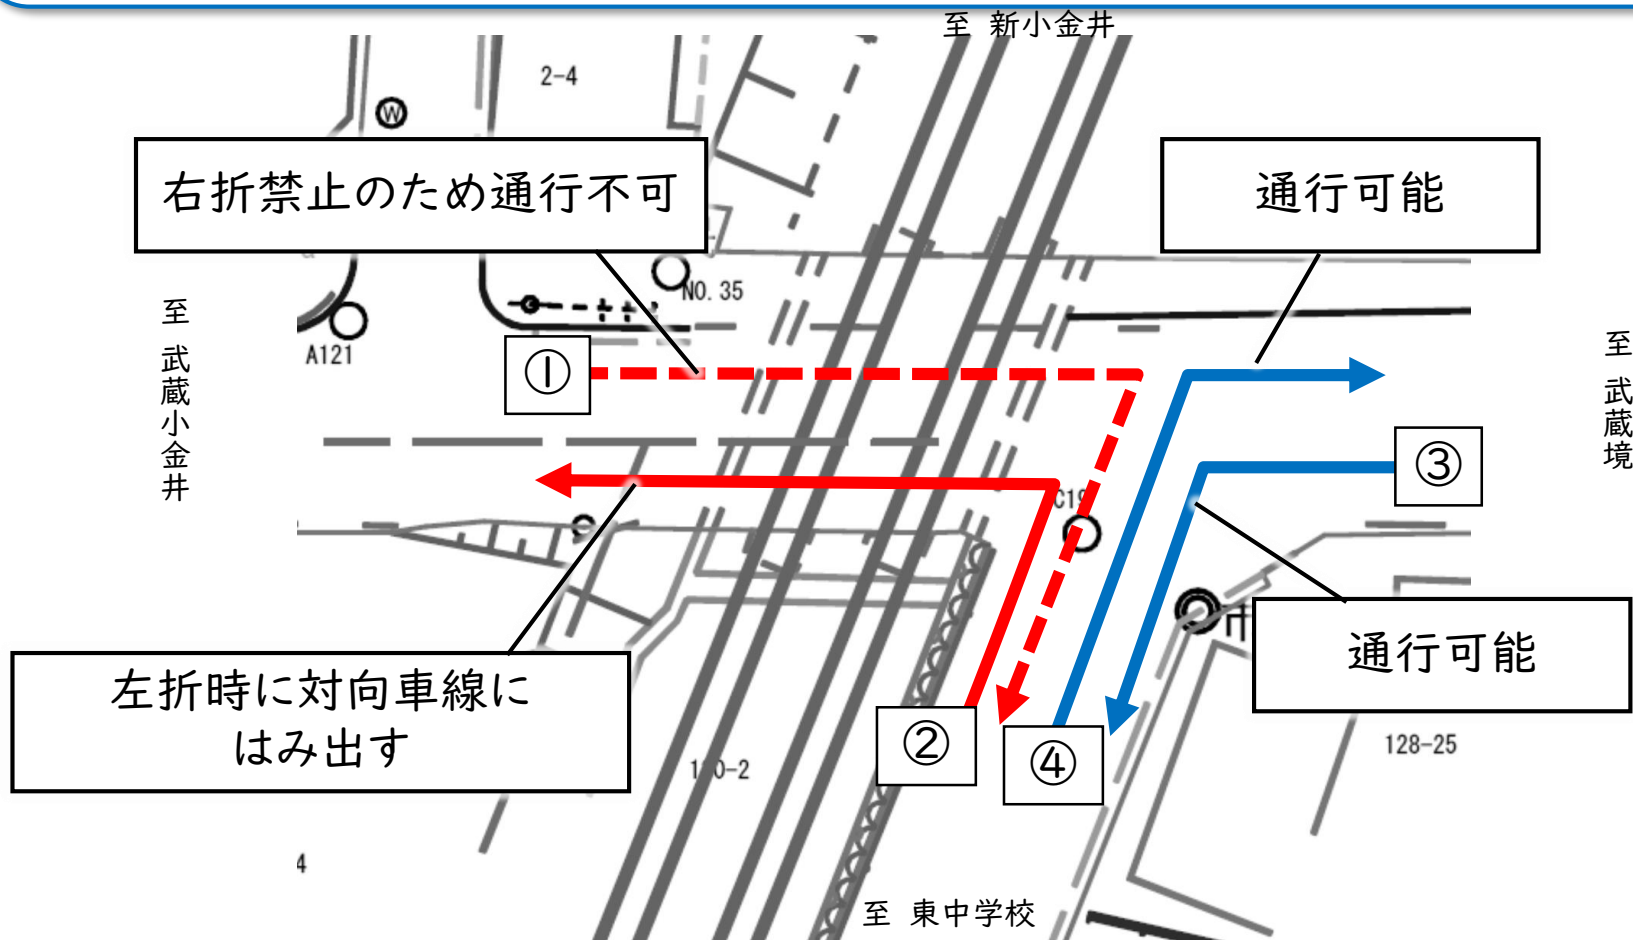 至 新小金井
2-4
W
右折禁止のため通行不可
通行可能
NO. 35
A121
至 武蔵小金井
至 武蔵境
①
③
C19
左折時に対向車線に
はみ出す
通行可能
②
④
128-25
4
至 東中学校